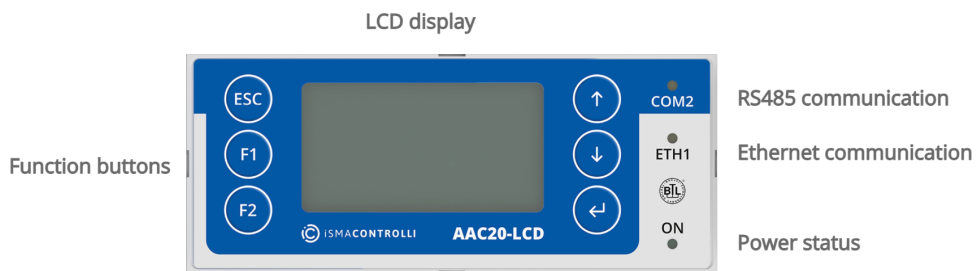 LCD display
ESC
COM2
RS485 communication
Function buttons
F1
ETH1
Ethernet communication
BTL
F2
iSMACONTROLLI
AAC20-LCD
ON
Power status